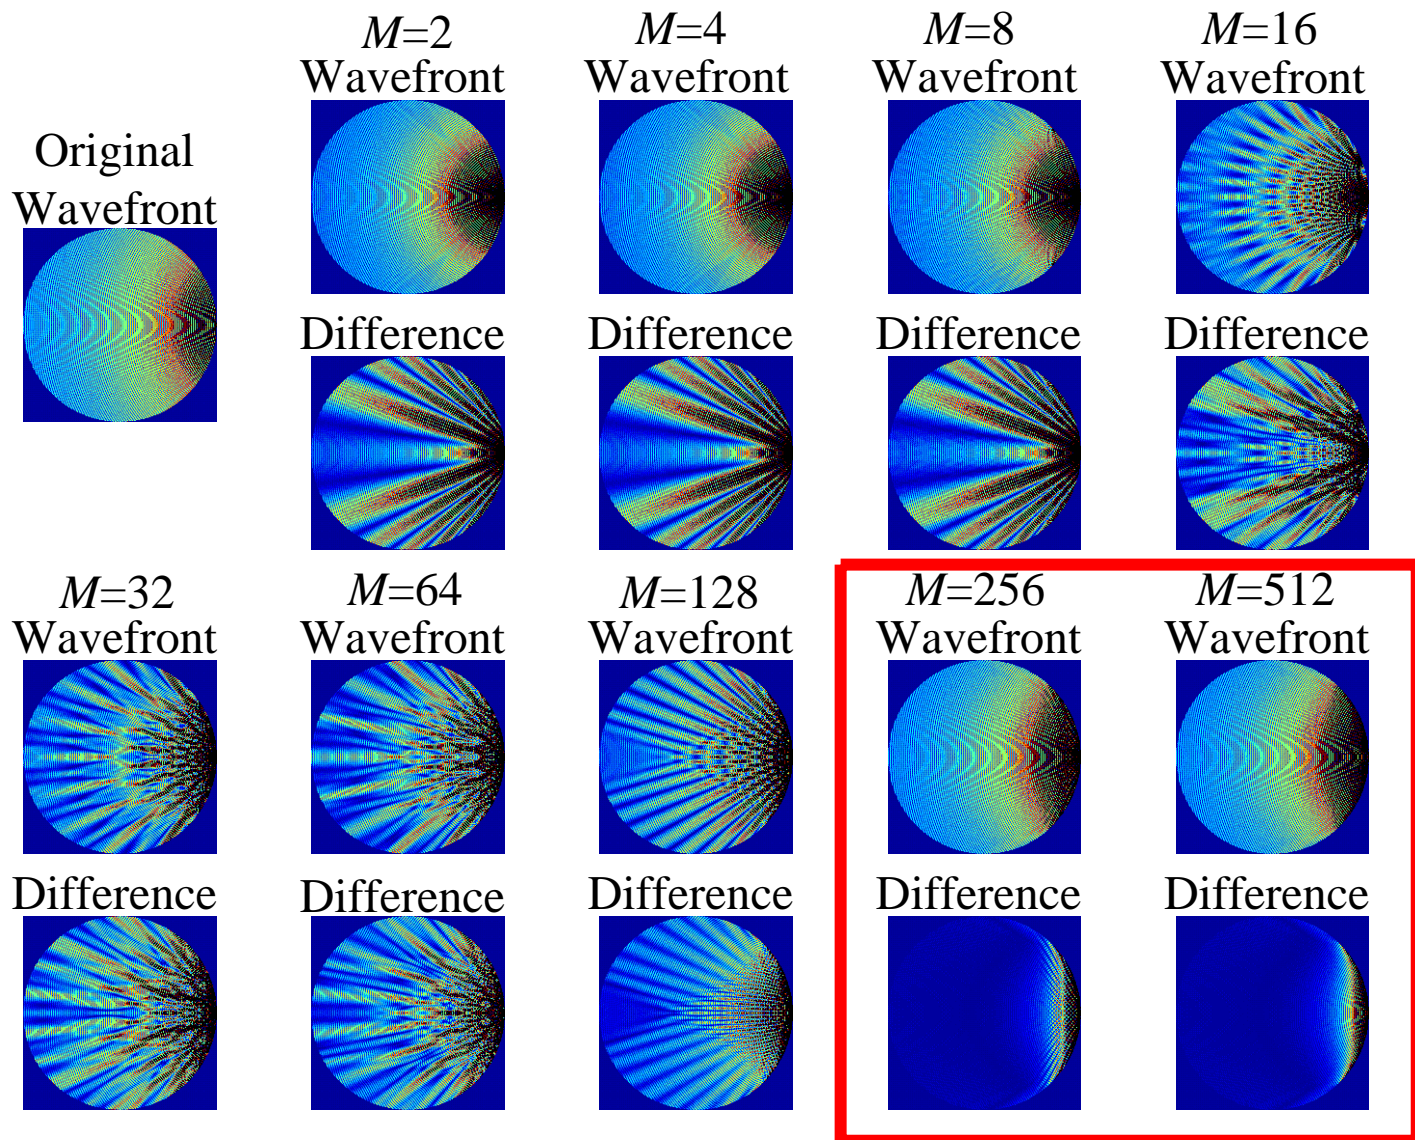 Original
Wavefront
M=2
Wavefront
Difference
M=4
Wavefront
Difference
M=8
Wavefront
Difference
M=16
Wavefront
Difference
M=32
Wavefront
Difference
M=64
Wavefront
Difference
M=128
Wavefront
Difference
M=256
Wavefront
Difference
M=512
Wavefront
Difference